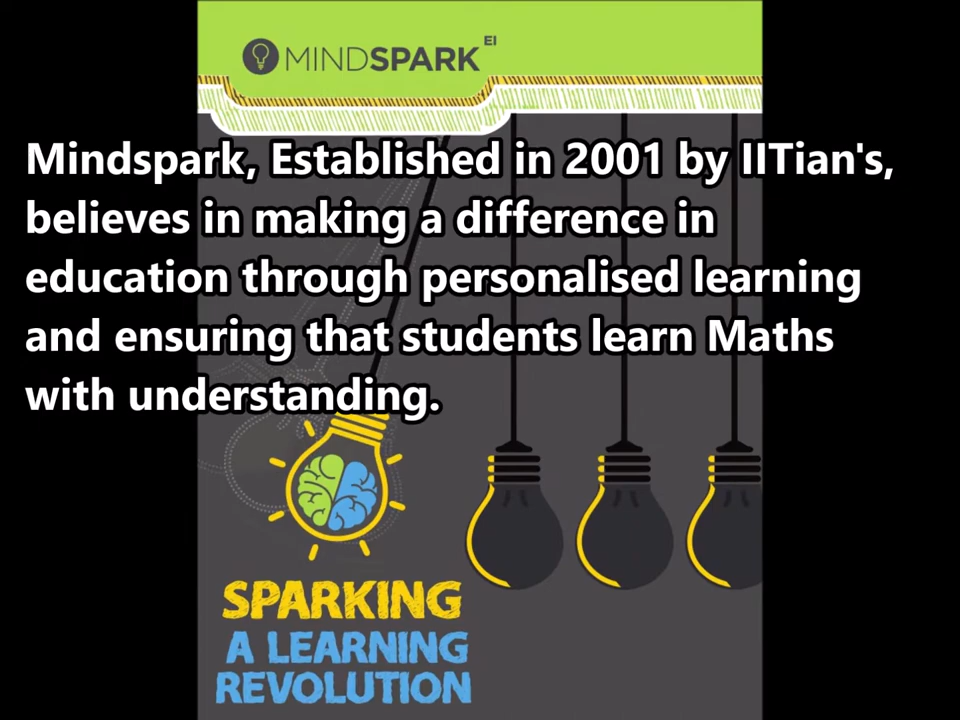 MINDSPARK EI
Mindspark, Established in 2001 by IITian's,
believes in making a difference in
education through personalised learning
and ensuring that students learn Maths
with understanding.
SPARKING
A LEARNING
REVOLUTION